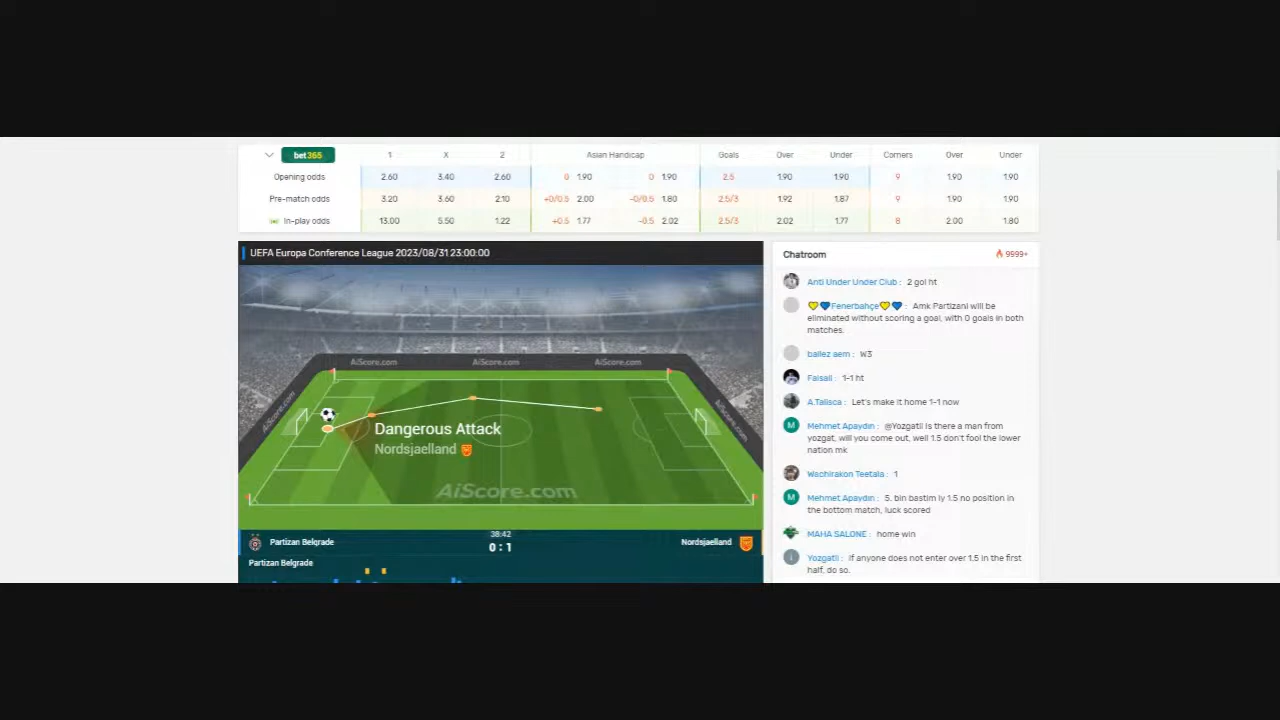 bet365 1 X 2 Asian Handicap Goals Over Under Corners Over Under
Opening odds 2.60 3.40 2.60 0 1.90 0 1.90 2.5 1.90 1.90 9 1.90 1.90
Pre-match odds 3.20 3.60 2.10 +0/0.5 2.00 -0/0.5 1.80 2.5/3 1.92 1.87 9 1.90 1.90
In-play odds 13.00 5.50 1.22 +0.5 1.77 -0.5 2.02 2.5/3 2.02 1.77 8 2.00 1.80
UEFA Europa Conference League 2023/08/31 23:00:00
AiScore.com AiScore.com AiScore.com
AiScore.com
AiScore.com
Dangerous Attack
Nordsjaelland
AiScore.com
38:42
Partizan Belgrade 0 : 1 Nordsjaelland
Partizan Belgrade
Chatroom 9999+
Anti Under Under Club : 2 gol ht
Fenerbahçe : Amk Partizani will be
eliminated without scoring a goal, with 0 goals in both
matches.
ballez aem : W3
Faisall : 1-1 ht
A.Talisca : Let's make it home 1-1 now
M Mehmet Apaydın : @Yozgatli Is there a man from
yozgat, will you come out, well 1.5 don't fool the lower
nation mk
Wachirakon Teetala : 1
M Mehmet Apaydın : 5. bin bastim iy 1.5 no position in
the bottom match, luck scored
MAHA SALONE : home win
Yozgatli : If anyone does not enter over 1.5 in the first
half, do so.